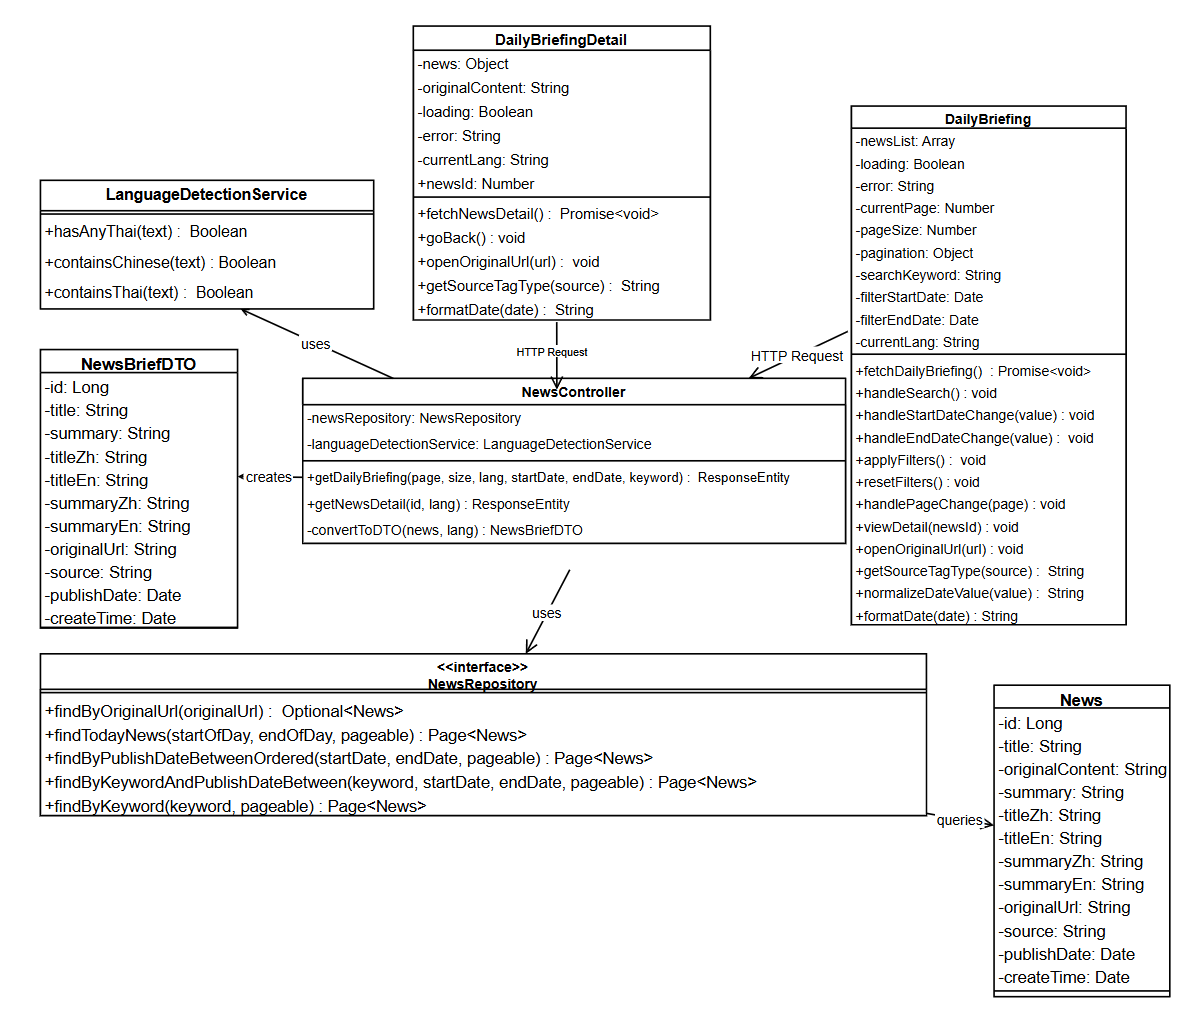 DailyBriefingDetail
-news: Object
-originalContent: String
-loading: Boolean
-error: String
-currentLang: String
+newsId: Number
+fetchNewsDetail() :  Promise<void>
+goBack() : void
+openOriginalUrl(url) :  void
+getSourceTagType(source) :  String
+formatDate(date) :  String
DailyBriefing
-newsList: Array
-loading: Boolean
-error: String
-currentPage: Number
-pageSize: Number
-pagination: Object
-searchKeyword: String
-filterStartDate: Date
-filterEndDate: Date
-currentLang: String
+fetchDailyBriefing()  : Promise<void>
+handleSearch() : void
+handleStartDateChange(value) : void
+handleEndDateChange(value) :  void
+applyFilters() :  void
+resetFilters() : void
+handlePageChange(page) : void
+viewDetail(newsId) : void
+openOriginalUrl(url) : void
+getSourceTagType(source) :  String
+normalizeDateValue(value) :  String
+formatDate(date) : String
LanguageDetectionService
+hasAnyThai(text) :  Boolean
+containsChinese(text) : Boolean
+containsThai(text) :  Boolean
uses
HTTP Request
HTTP Request
NewsBriefDTO
-id: Long
-title: String
-summary: String
-titleZh: String
-titleEn: String
-summaryZh: String
-summaryEn: String
-originalUrl: String
-source: String
-publishDate: Date
-createTime: Date
creates
NewsController
-newsRepository: NewsRepository
-languageDetectionService: LanguageDetectionService
+getDailyBriefing(page, size, lang, startDate, endDate, keyword) :  ResponseEntity
+getNewsDetail(id, lang) : ResponseEntity
-convertToDTO(news, lang) : NewsBriefDTO
uses
<<interface>>
NewsRepository
+findByOriginalUrl(originalUrl) :  Optional<News>
+findTodayNews(startOfDay, endOfDay, pageable) : Page<News>
+findByPublishDateBetweenOrdered(startDate, endDate, pageable) : Page<News>
+findByKeywordAndPublishDateBetween(keyword, startDate, endDate, pageable) : Page<News>
+findByKeyword(keyword, pageable) : Page<News>
queries
News
-id: Long
-title: String
-originalContent: String
-summary: String
-titleZh: String
-titleEn: String
-summaryZh: String
-summaryEn: String
-originalUrl: String
-source: String
-publishDate: Date
-createTime: Date